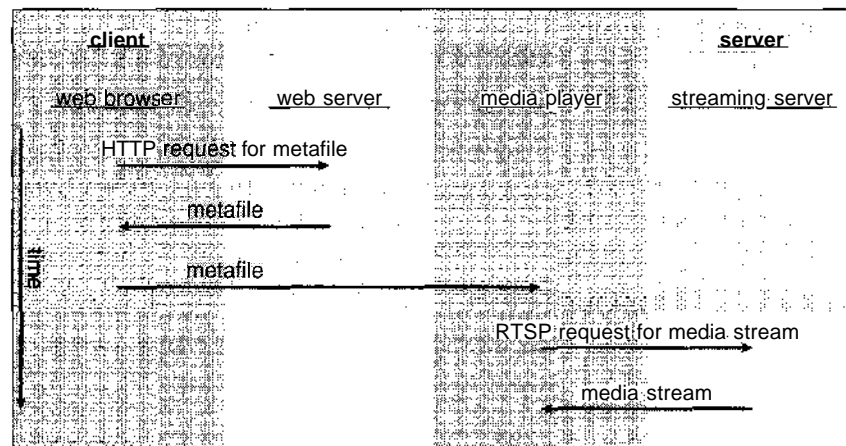 client server
web browser web server media player streaming server
HTTP request for metafile
metafile
time
metafile
RTSP request for media stream
media stream